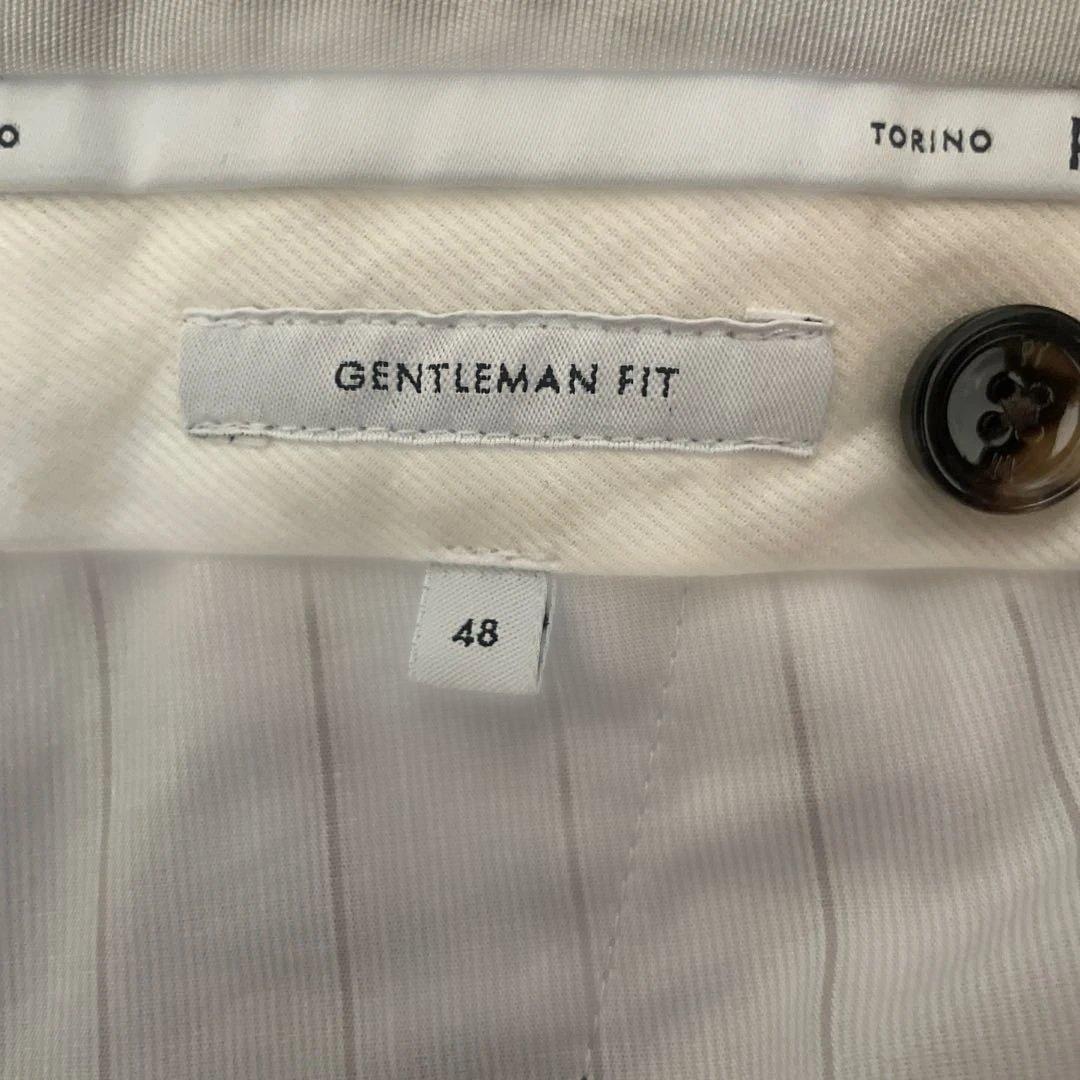 TORINO
GENTLEMAN FIT
48